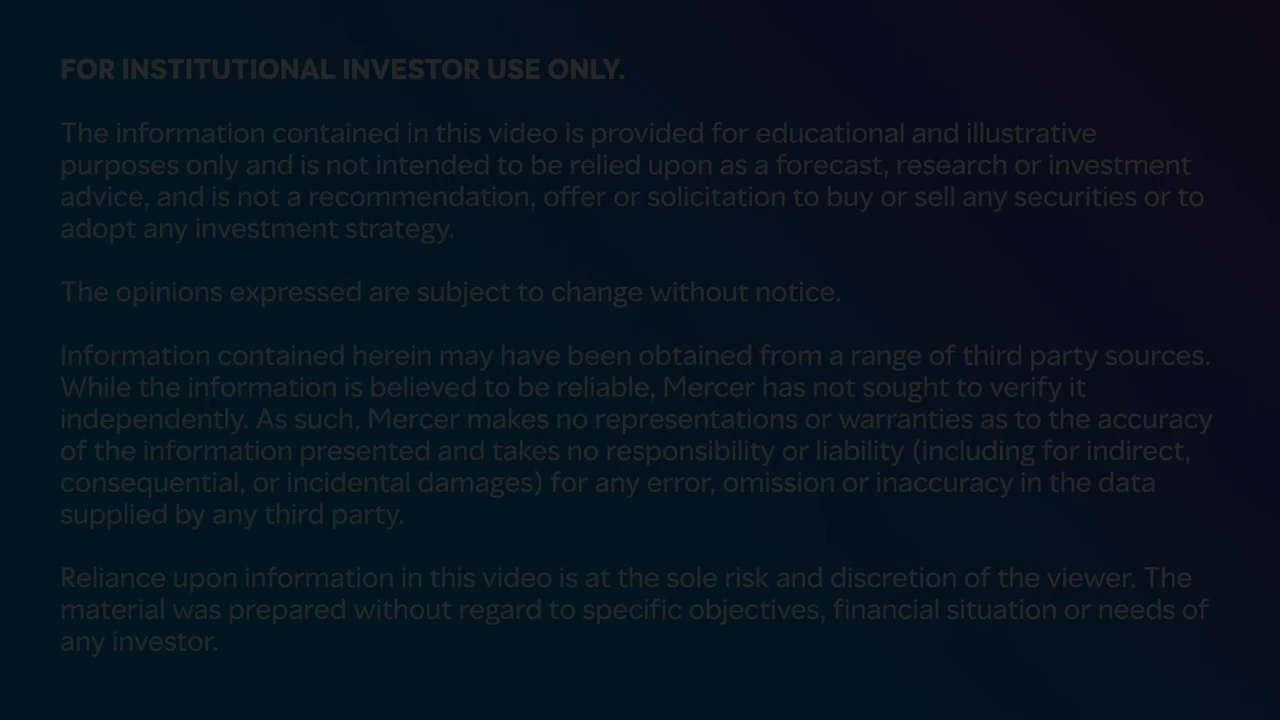 FOR INSTITUTIONAL INVESTOR USE ONLY.
The information contained in this video is provided for educational and illustrative
purposes only and is not intended to be relied upon as a forecast, research or investment
advice, and is not a recommendation, offer or solicitation to buy or sell any securities or to
adopt any investment strategy.
The opinions expressed are subject to change without notice.
Information contained herein may have been obtained from a range of third party sources.
While the information is believed to be reliable, Mercer has not sought to verify it
independently. As such, Mercer makes no representations or warranties as to the accuracy
of the information presented and takes no responsibility or liability (including for indirect,
consequential, or incidental damages) for any error, omission or inaccuracy in the data
supplied by any third party.
Reliance upon information in this video is at the sole risk and discretion of the viewer. The
material was prepared without regard to specific objectives, financial situation or needs of
any investor.